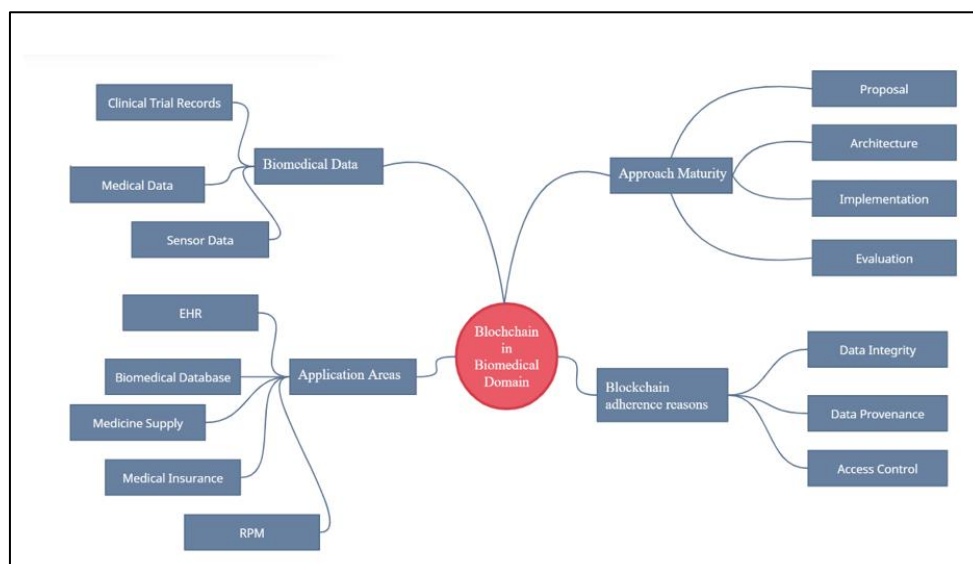 Clinical Trial Records
Medical Data
Sensor Data
Biomedical Data
EHR
Biomedical Database
Medicine Supply
Medical Insurance
RPM
Application Areas
Blochchain
in
Biomedical
Domain
Approach Maturity
Proposal
Architecture
Implementation
Evaluation
Blockchain
adherence reasons
Data Integrity
Data Provenance
Access Control